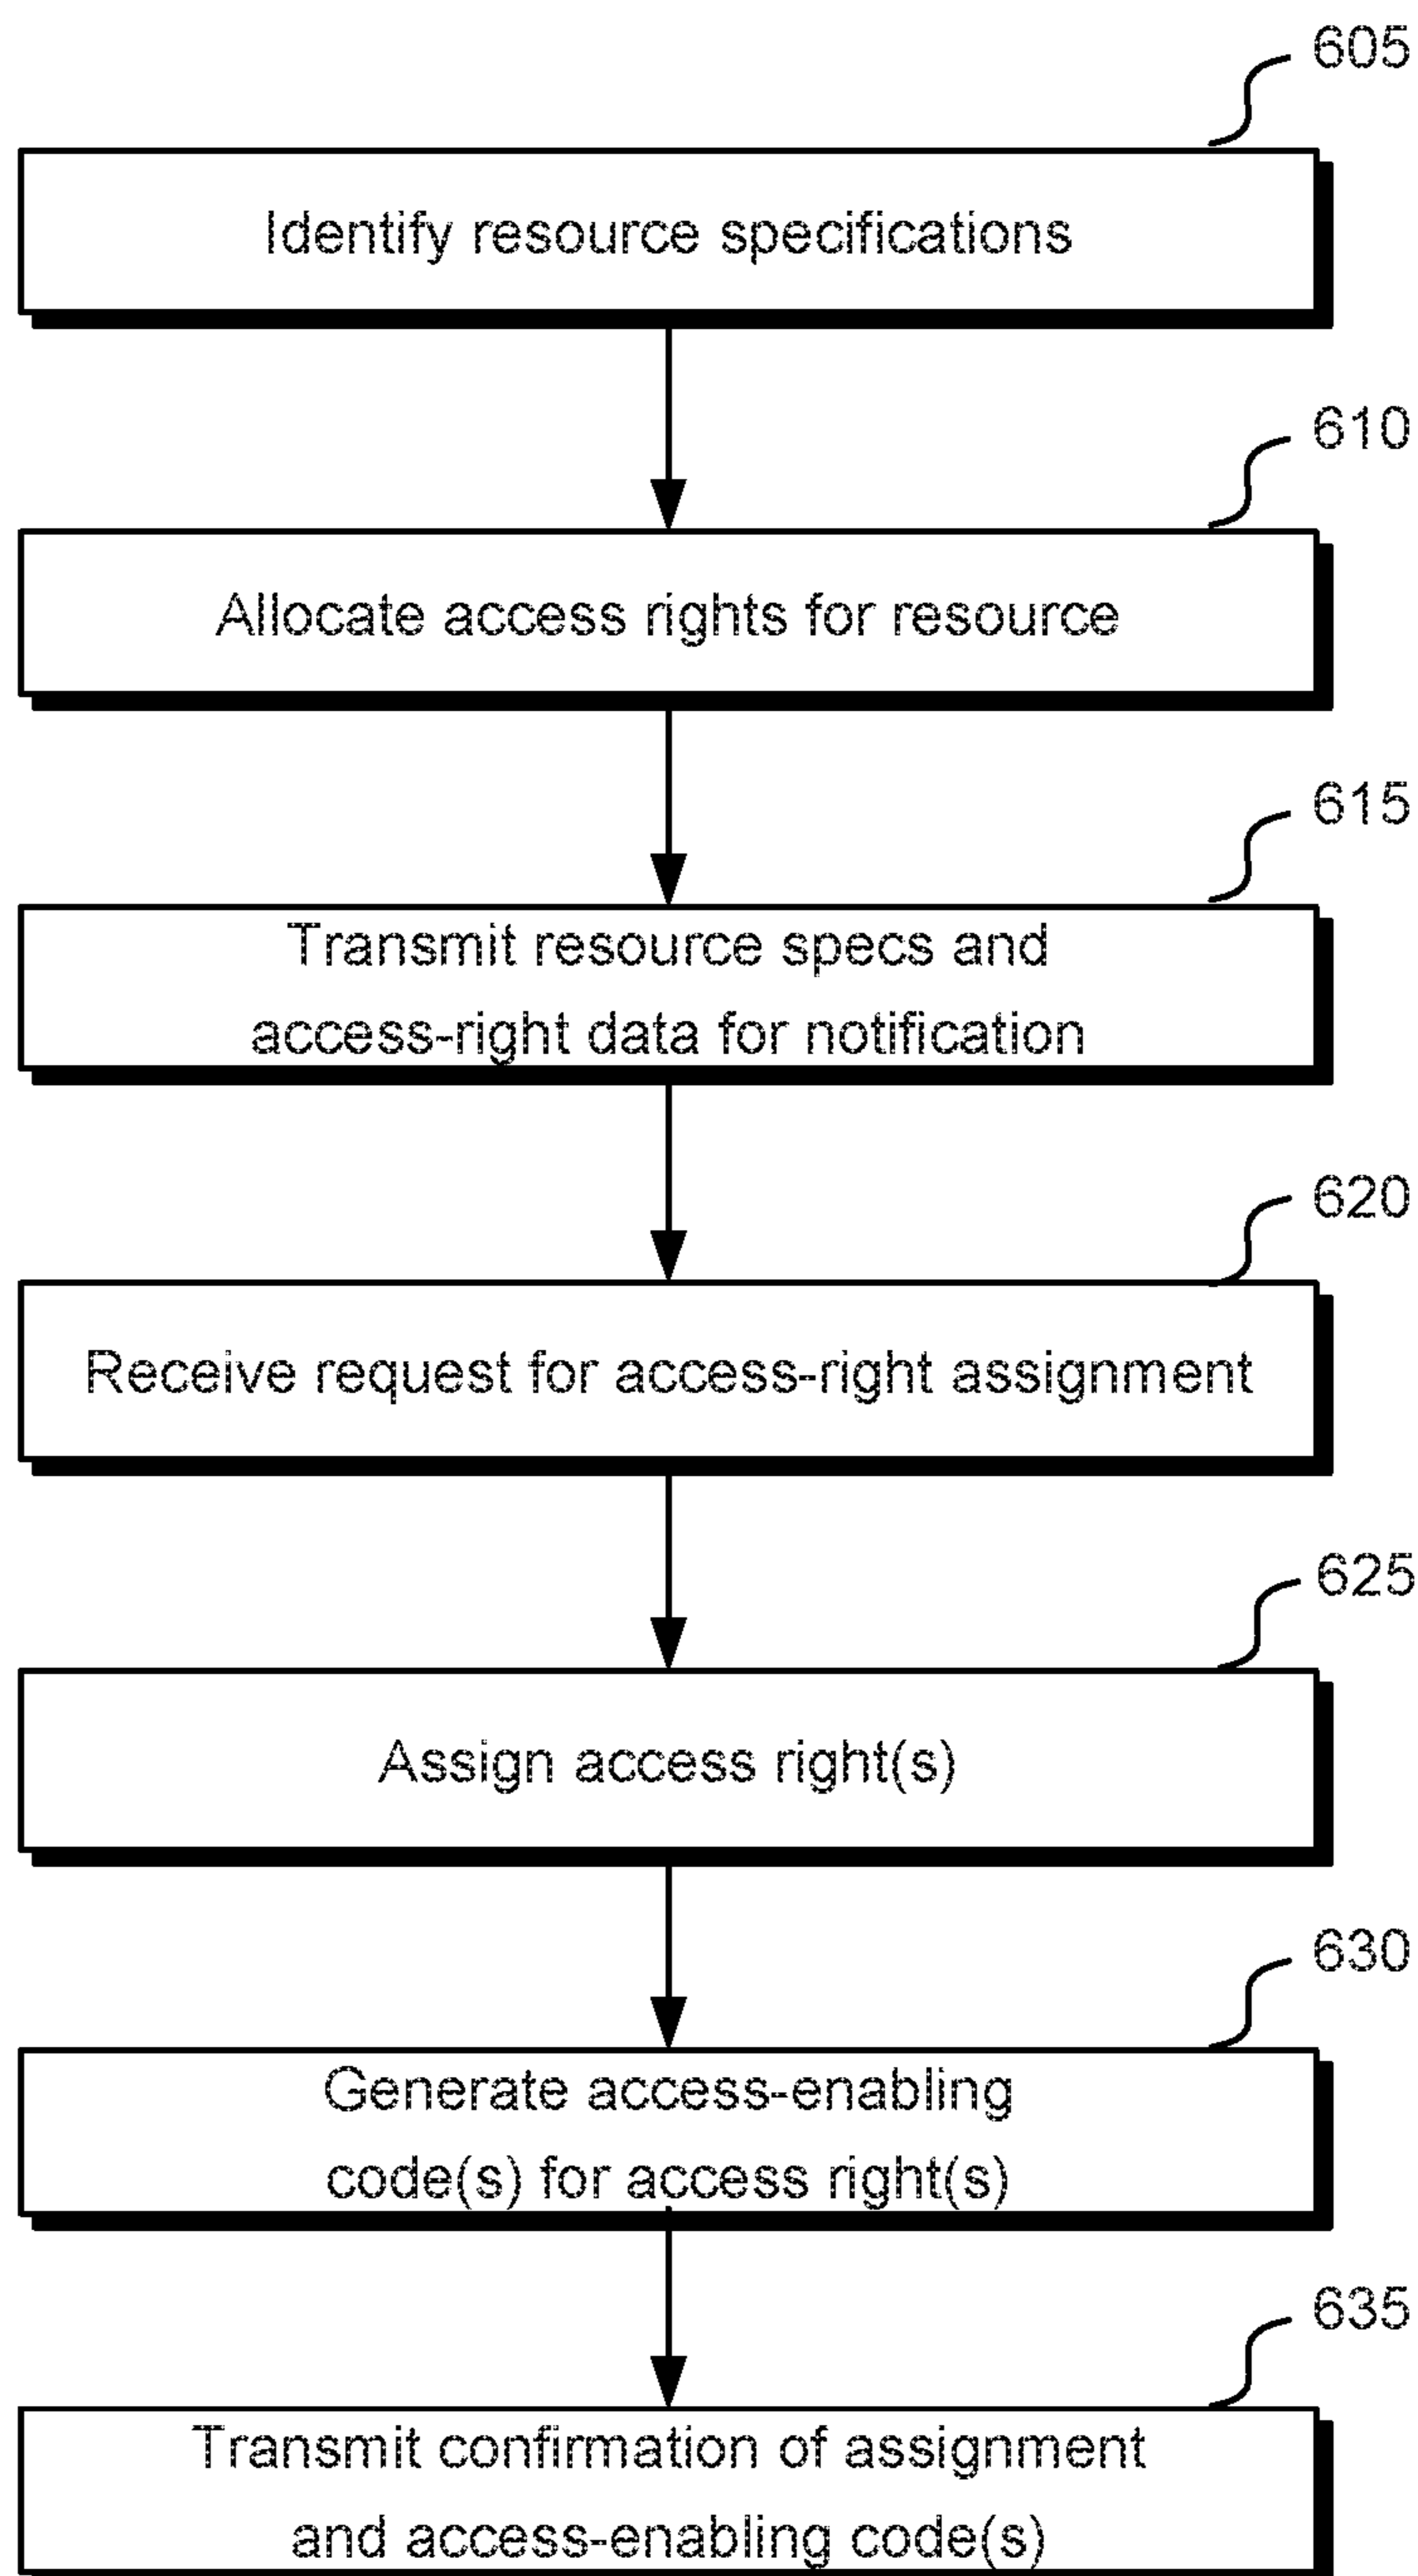 605
Identify resource specifications
610
Allocate access rights for resource
615
Transmit resource specs and
access-right data for notification
620
Receive request for access-right assignment
625
Assign access right(s)
630
Generate access-enabling
code(s) for access right(s)
635
Transmit confirmation of assignment
and access-enabling code(s)